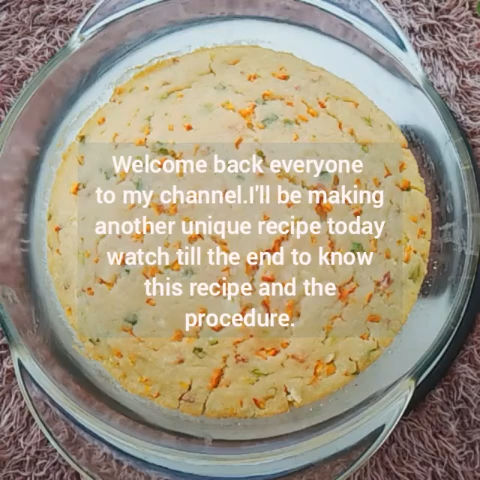 Welcome back everyone
to my channel.I'll be making
another unique recipe today
watch till the end to know
this recipe and the
procedure.